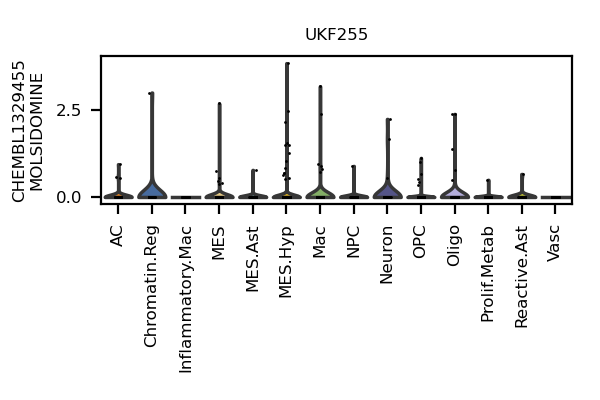 UKF255
CHEMBL1329455
MOLSIDOMINE
2.5
0.0
AC
Chromatin.Reg
Inflammatory.Mac
MES
MES.Ast
MES.Hyp
Mac
NPC
Neuron
OPC
Oligo
Prolif.Metab
Reactive.Ast
Vasc